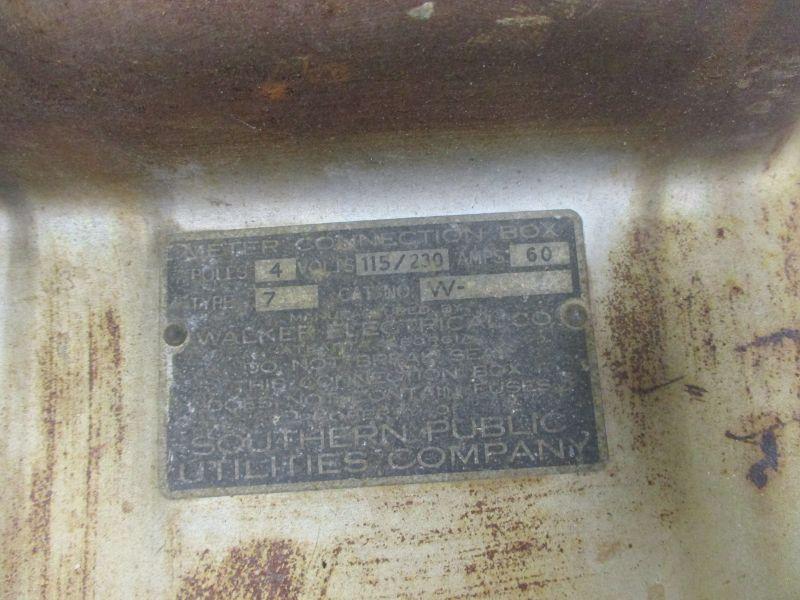 METER CONNECTION BOX
POLES 4 VOLTS 115/230 AMPS 60
TYPE 7 CAT. NO. W-
WALKER ELECTRICAL CO.
GEORGIA
DO NOT BREAK SEAL
THIS CONNECTION BOX
DOES NOT CONTAIN FUSES
SOUTHERN PUBLIC
UTILITIES COMPANY